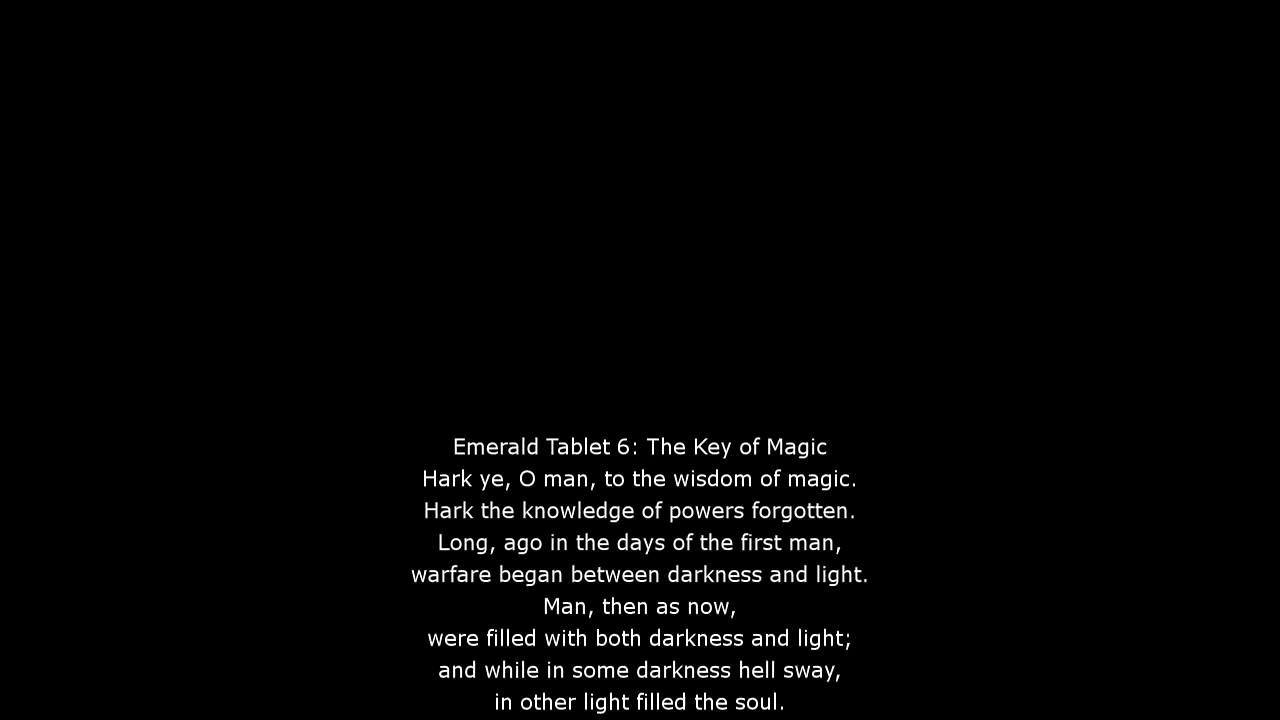 Emerald Tablet 6: The Key of Magic
Hark ye, O man, to the wisdom of magic.
Hark the knowledge of powers forgotten.
Long, ago in the days of the first man,
warfare began between darkness and light.
Man, then as now,
were filled with both darkness and light;
and while in some darkness hell sway,
in other light filled the soul.